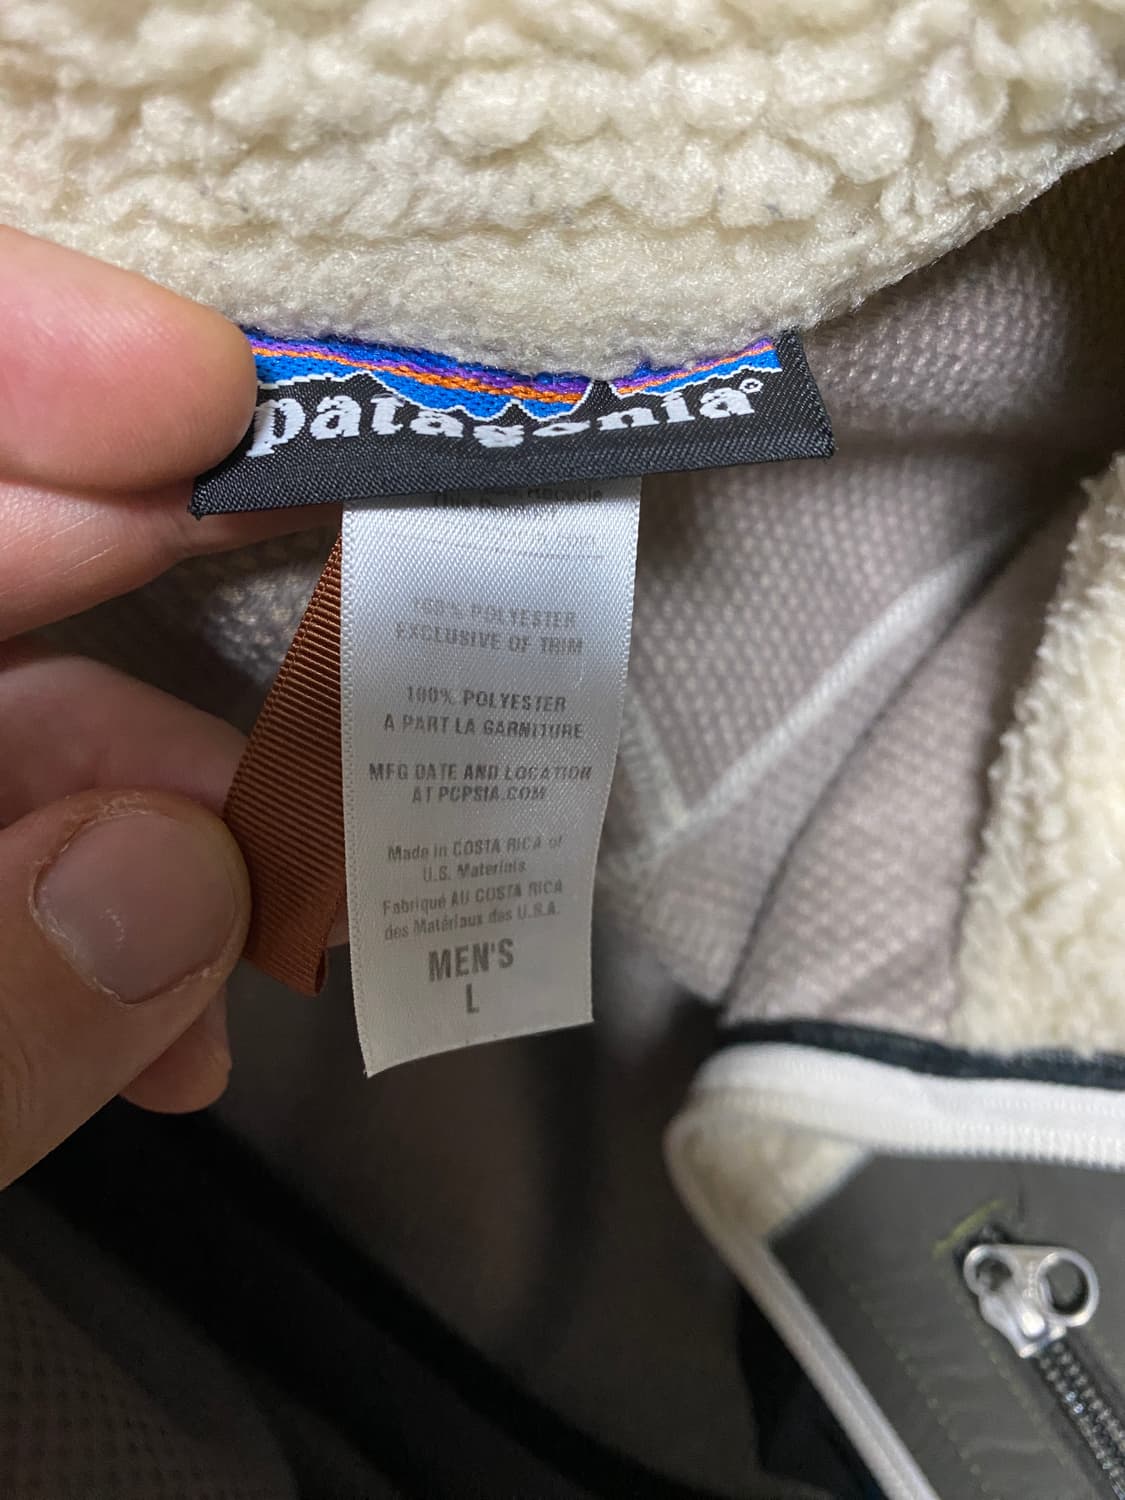 patagonia®
Recycle
100% POLYESTER
EXCLUSIVE OF TRIM
100% POLYESTER
A PART LA GARNITURE
MFG DATE AND LOCATION
AT PCPSIA.COM
Made in COSTA RICA of
U.S. Materials
Fabriqué AU COSTA RICA
des Matériaux des U.S.A.
MEN'S
L